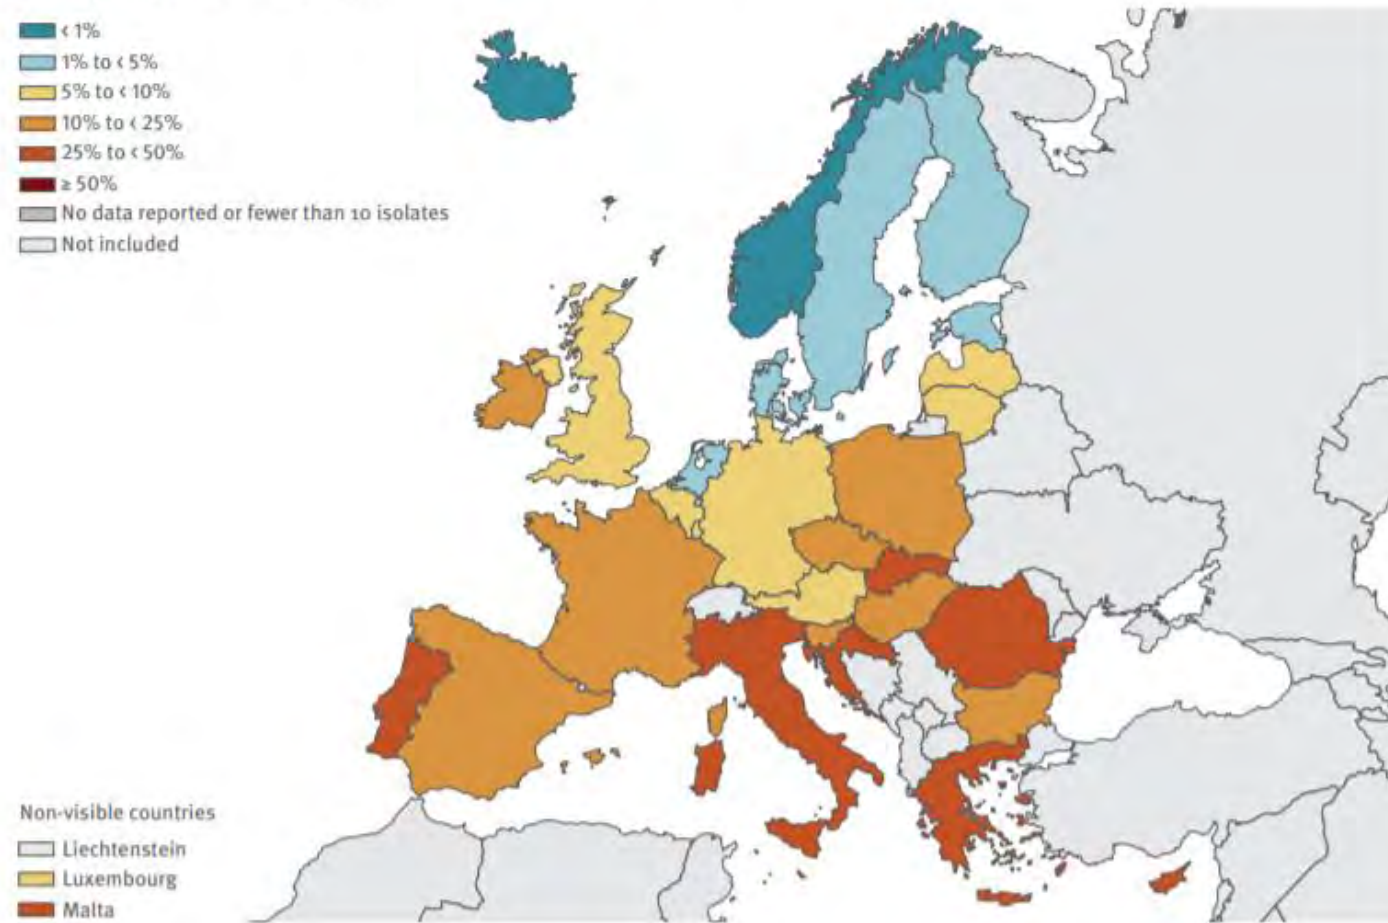 < 1%
1% to < 5%
5% to < 10%
10% to < 25%
25% to < 50%
≥ 50%
No data reported or fewer than 10 isolates
Not included
Non-visible countries
Liechtenstein
Luxembourg
Malta